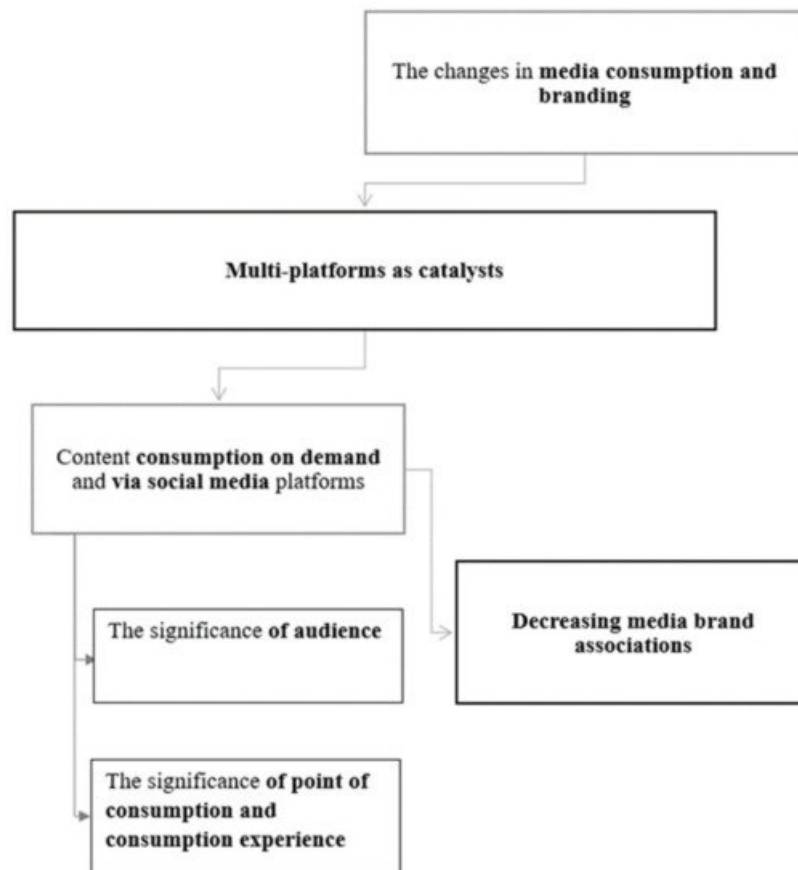 The changes in media consumption and
branding
Multi-platforms as catalysts
Content consumption on demand
and via social media platforms
The significance of audience
Decreasing media brand
associations
The significance of point of
consumption and
consumption experience